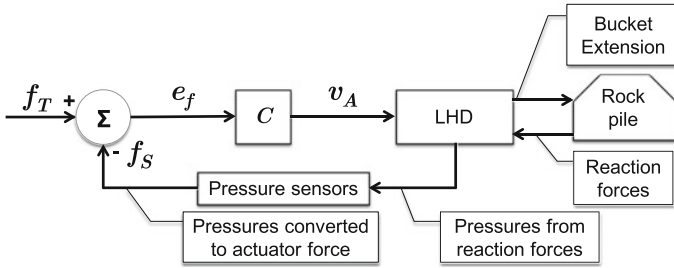 Bucket
Extension
f_T + Σ e_f C v_A LHD Rock
pile
- f_S
Pressure sensors
Reaction
forces
Pressures converted
to actuator force
Pressures from
reaction forces